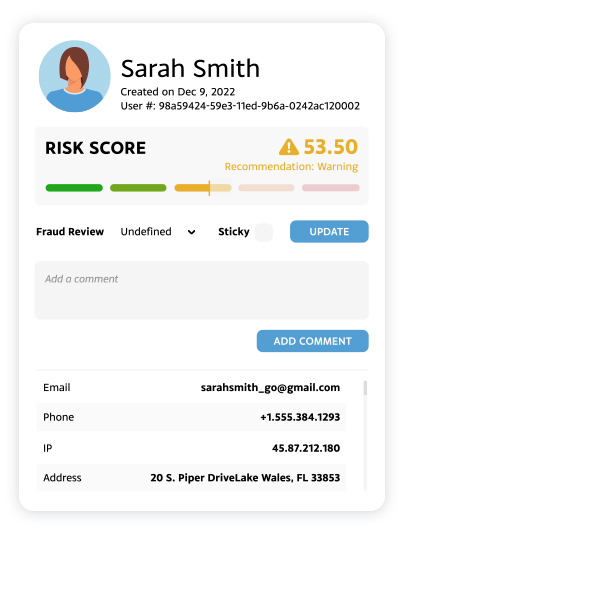 Sarah Smith
Created on Dec 9, 2022
User #: 98a59424-59e3-11ed-9b6a-0242ac120002
RISK SCORE 53.50
Recommendation: Warning
Fraud Review Undefined Sticky UPDATE
Add a comment
ADD COMMENT
Email sarahsmith_go@gmail.com
Phone +1.555.384.1293
IP 45.87.212.180
Address 20 S. Piper DriveLake Wales, FL 33853